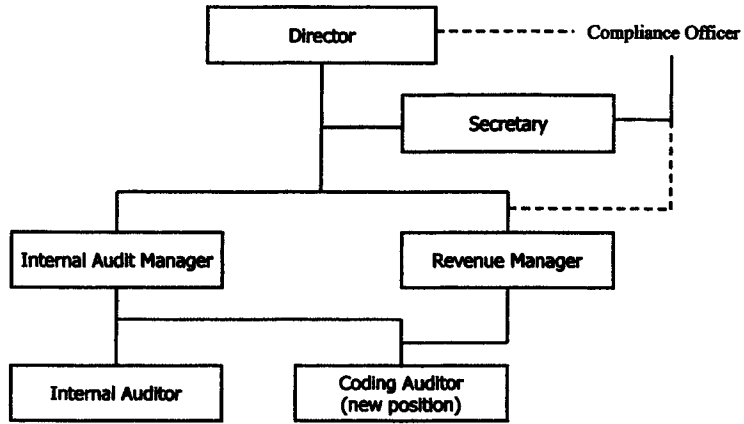 Director
Compliance Officer
Secretary
Internal Audit Manager
Revenue Manager
Internal Auditor
Coding Auditor
(new position)